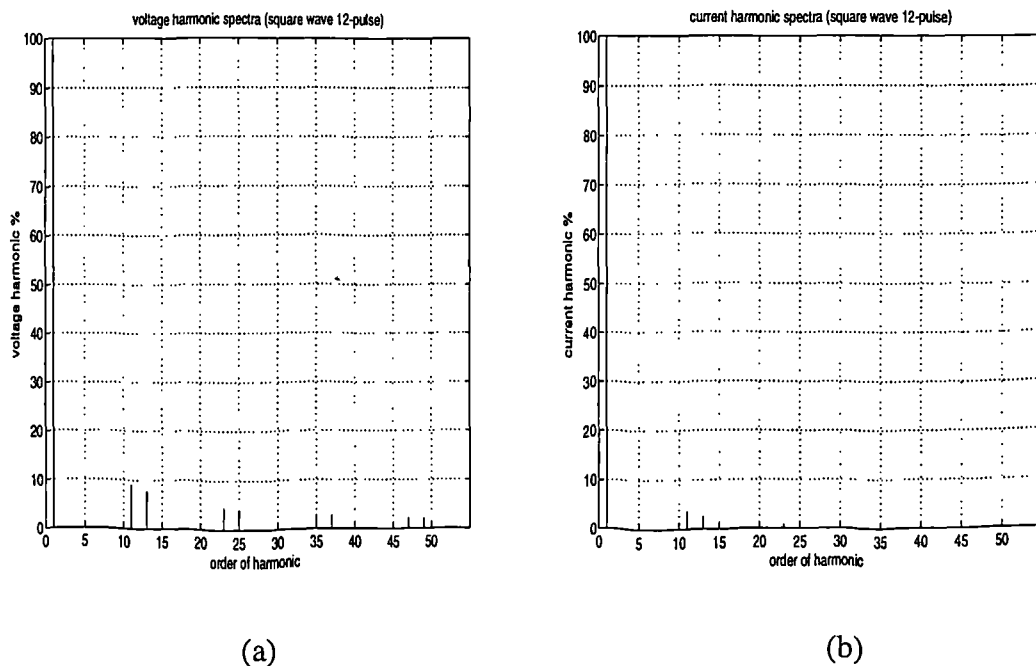 voltage harmonic spectra (square wave 12-pulse)
100
90
80
70
60
50
40
30
20
10
0
voltage harmonic %
0 5 10 15 20 25 30 35 40 45 50
order of harmonic
(a)
current harmonic spectra (square wave 12-pulse)
100
90
80
70
60
50
40
30
20
10
0
current harmonic %
0 5 10 15 20 25 30 35 40 45 50
order of harmonic
(b)